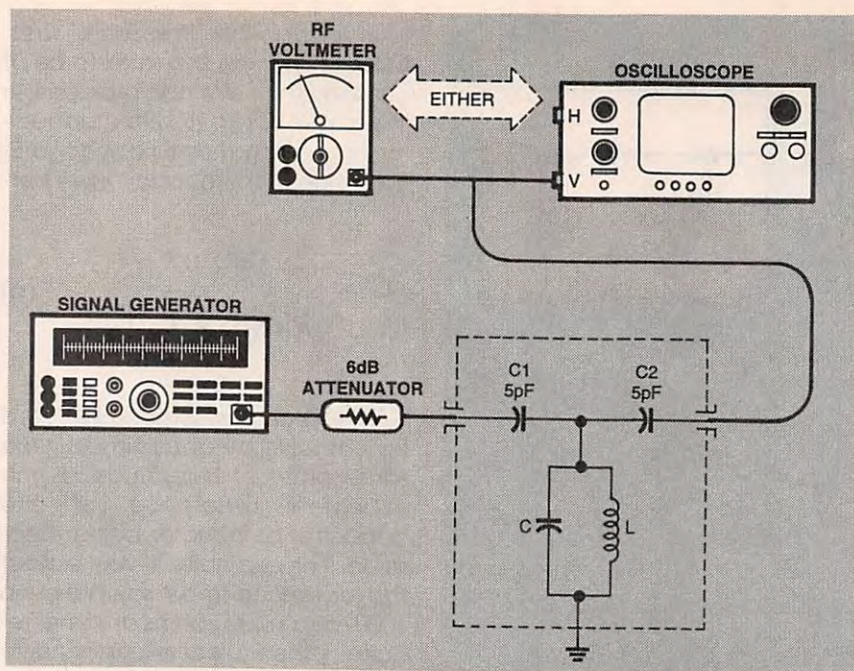 RF
VOLTMETER
EITHER
OSCILLOSCOPE
H
V
SIGNAL GENERATOR
6dB
ATTENUATOR
C1
5pF
C2
5pF
C
L